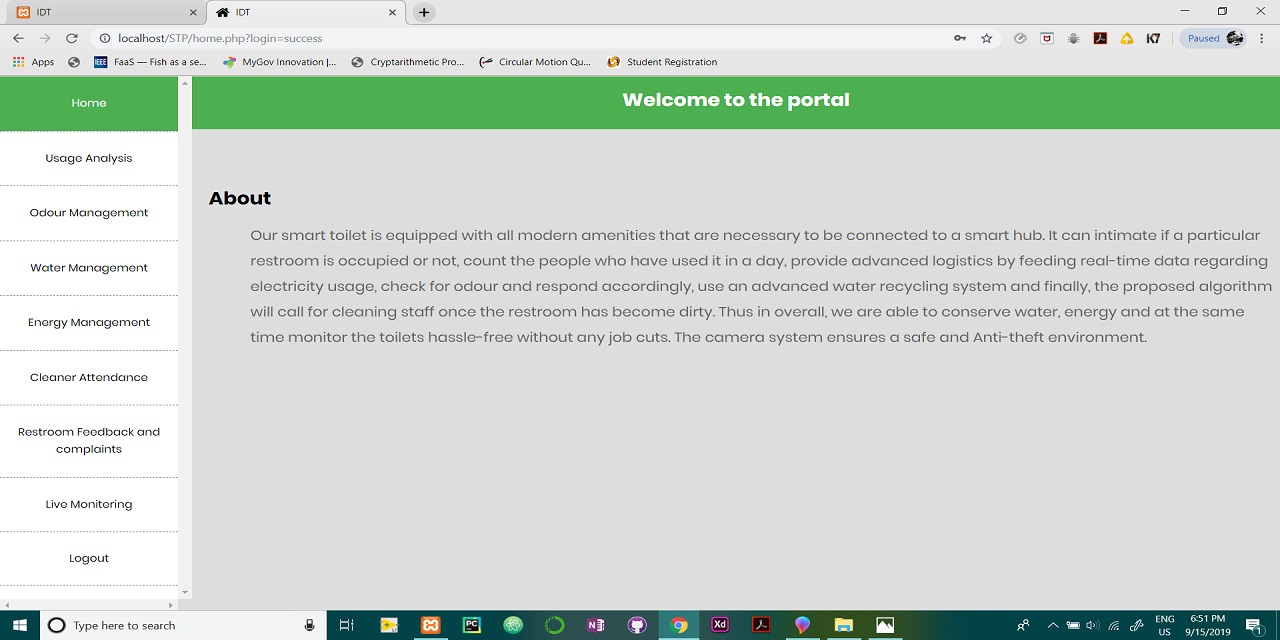 IDT
IDT
localhost/STP/home.php?login=success
Paused
Apps
IEEE
FaaS — Fish as a se...
MyGov Innovation |...
Cryptarithmetic Pro...
Circular Motion Qu...
Student Registration
K7
Home
Usage Analysis
Odour Management
Water Management
Energy Management
Cleaner Attendance
Restroom Feedback and
complaints
Live Monitering
Logout
Welcome to the portal
About
Our smart toilet is equipped with all modern amenities that are necessary to be connected to a smart hub. It can intimate if a particular
restroom is occupied or not, count the people who have used it in a day, provide advanced logistics by feeding real-time data regarding
electricity usage, check for odour and respond accordingly, use an advanced water recycling system and finally, the proposed algorithm
will call for cleaning staff once the restroom has become dirty. Thus in overall, we are able to conserve water, energy and at the same
time monitor the toilets hassle-free without any job cuts. The camera system ensures a safe and Anti-theft environment.
Type here to search
PC
N
Xd
ENG
US
6:51 PM
9/15/2019
1